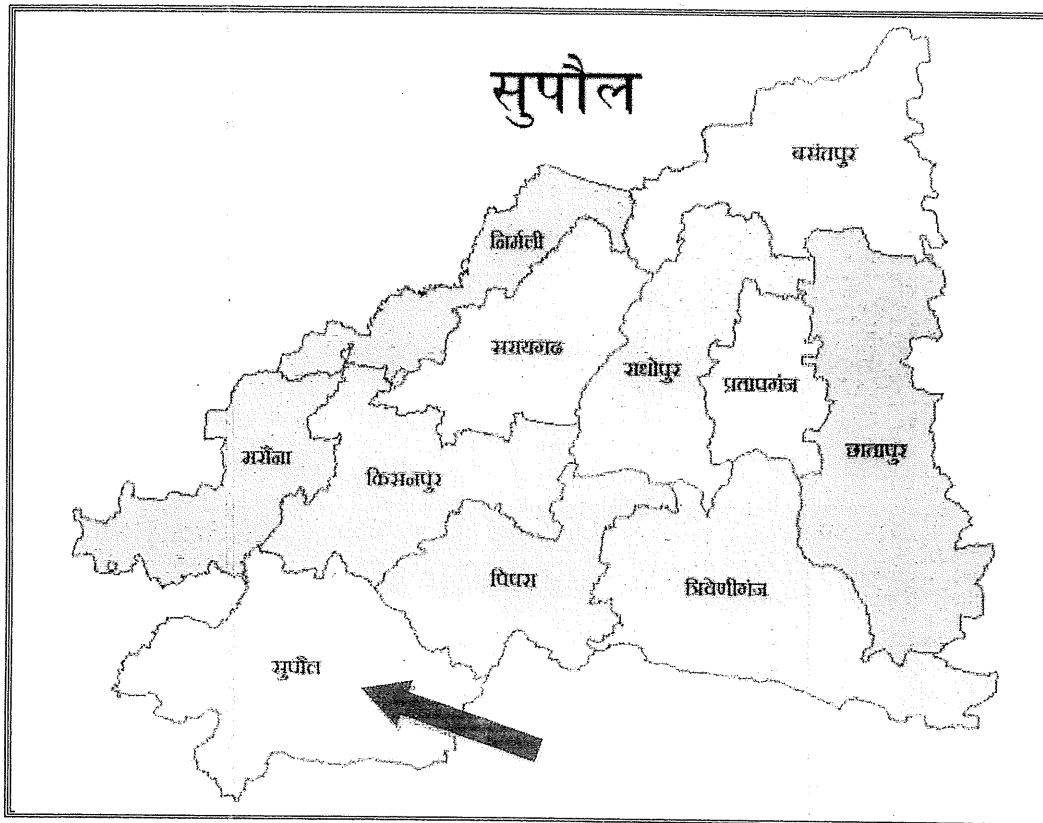 सुपौल
बसंतपुर
निर्मली
सरायगढ
राघोपुर
प्रतापगंज
मरौना
किसनपुर
छातापुर
पिपरा
त्रिवेणीगंज
सुपौल